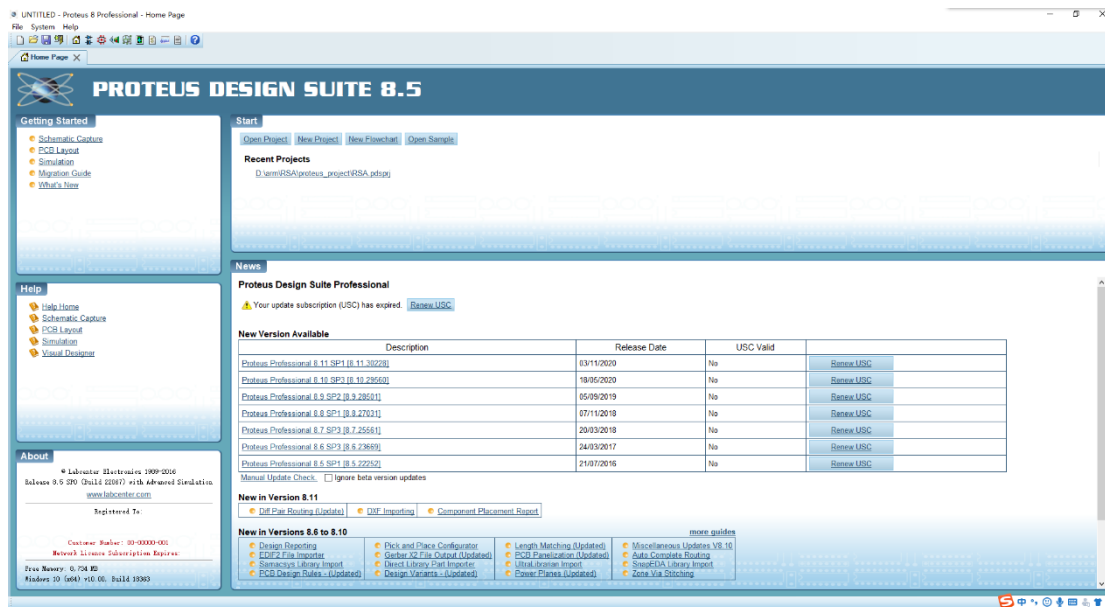 UNTITLED - Proteus 8 Professional - Home Page
File System Help
Home Page
PROTEUS DESIGN SUITE 8.5
Getting Started
Schematic Capture
PCB Layout
Simulation
Migration Guide
What's New
Start
Open Project New Project New Flowchart Open Sample
Recent Projects
D:\arm\RSA\proteus_project\RSA.pdsprj
Help
Help Home
Schematic Capture
PCB Layout
Simulation
Visual Designer
News
Proteus Design Suite Professional
Your update subscription (USC) has expired. Renew USC
New Version Available
Description Release Date USC Valid
Proteus Professional 8.11 SP1 [8.11.30228] 03/11/2020 No Renew USC
Proteus Professional 8.10 SP3 [8.10.29560] 18/05/2020 No Renew USC
Proteus Professional 8.9 SP2 [8.9.28501] 05/09/2019 No Renew USC
Proteus Professional 8.8 SP1 [8.8.27031] 07/11/2018 No Renew USC
Proteus Professional 8.7 SP3 [8.7.25561] 20/03/2018 No Renew USC
Proteus Professional 8.6 SP3 [8.6.23669] 24/03/2017 No Renew USC
Proteus Professional 8.5 SP1 [8.5.22252] 21/07/2016 No Renew USC
Manual Update Check. Ignore beta version updates
New in Version 8.11
Diff Pair Routing (Update) DXF Importing Component Placement Report
New in Versions 8.6 to 8.10 more guides
Design Reporting Pick and Place Configurator Length Matching (Updated) Miscellaneous Updates V8.10
EDIF2 File Importer Gerber X2 File Output (Updated) PCB Panelization (Updated) Auto Complete Routing
Samacsys Library Import Direct Library Part Importer UltraLibrarian Import SnapEDA Library Import
PCB Design Rules - (Updated) Design Variants - (Updated) Power Planes (Updated) Zone Via Stitching
About
© Labcenter Electronics 1989-2016
Release 8.5 SP0 (Build 22067) with Advanced Simulation
www.labcenter.com
Registered To:
Customer Number: 00-00000-001
Network Licence Subscription Expires:
Free Memory: 8,734 MB
Windows 10 (x64) v10.00, Build 18363
中